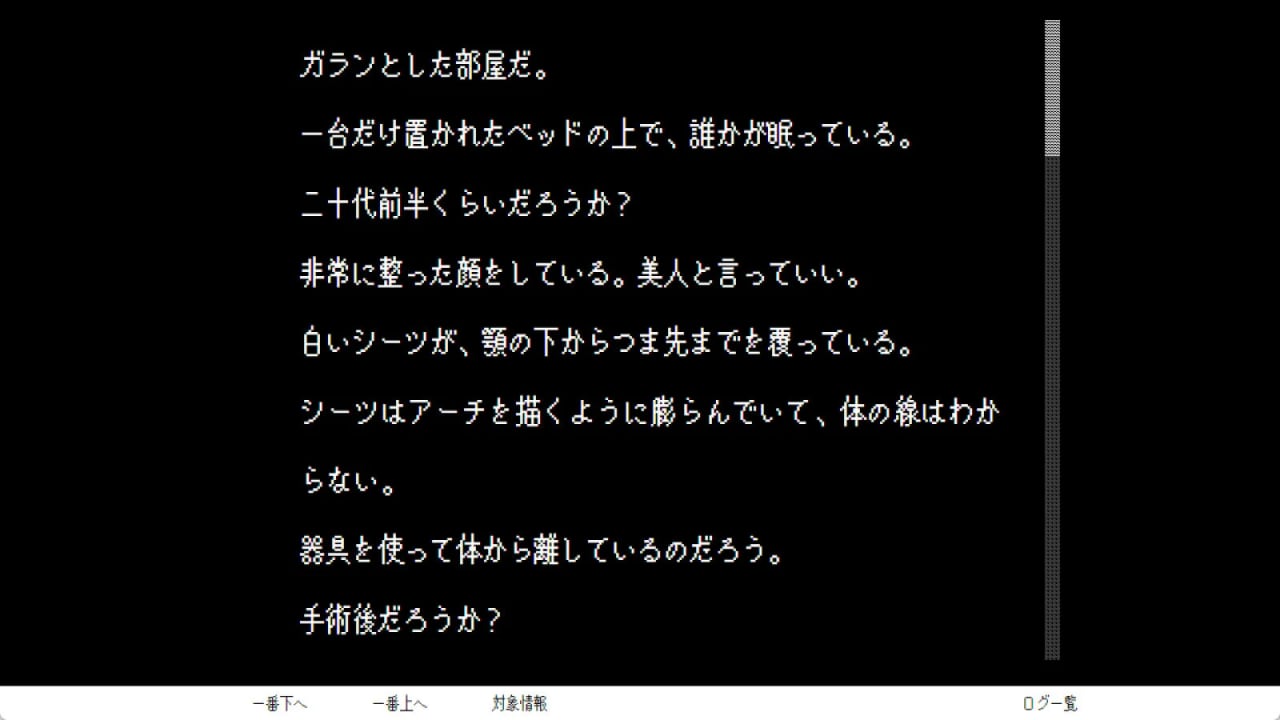 ガランとした部屋だ。
一台だけ置かれたベッドの上で、誰かが眠っている。
二十代前半くらいだろうか？
非常に整った顔をしている。美人と言っていい。
白いシーツが、顎の下からつま先までを覆っている。
シーツはアーチを描くように膨らんでいて、体の線はわか
らない。
器具を使って体から離しているのだろう。
手術後だろうか？
一番下へ 一番上へ 対象情報 ログ一覧